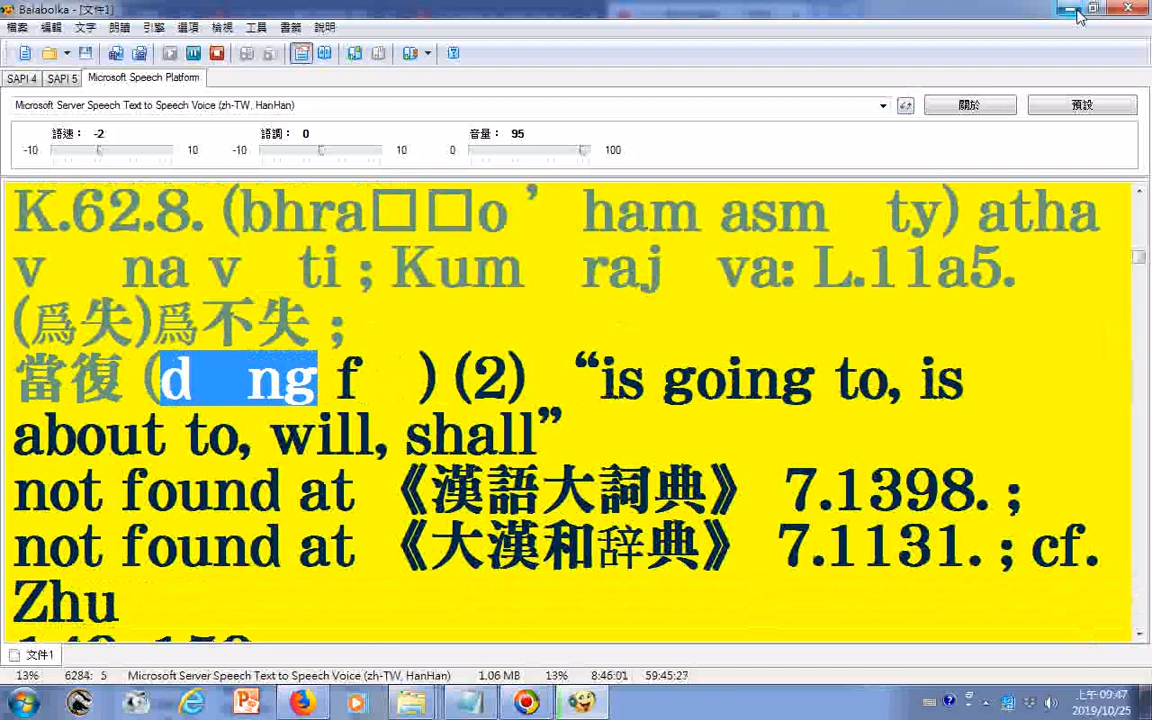 Balabolka - [文件1]
檔案 編輯 文字 朗讀 引擎 選項 檢視 工具 書籤 說明
SAPI 4 SAPI 5 Microsoft Speech Platform
Microsoft Server Speech Text to Speech Voice (zh-TW, HanHan) 關於 預設
語速: -2 語調: 0 音量: 95
-10 10 -10 10 0 100
K.62.8. (bhra□□o ’ ham asm ty) atha
v na v ti ; Kum raj va: L.11a5.
(爲失)爲不失 ;
當復 (d ng f ) (2) “is going to, is
about to, will, shall”
not found at 《漢語大詞典》 7.1398. ;
not found at 《大漢和辞典》 7.1131. ; cf.
Zhu
文件1
13% 6284: 5 Microsoft Server Speech Text to Speech Voice (zh-TW, HanHan) 1.06 MB 13% 8:46:01 59:45:27
上午 09:47
2019/10/25